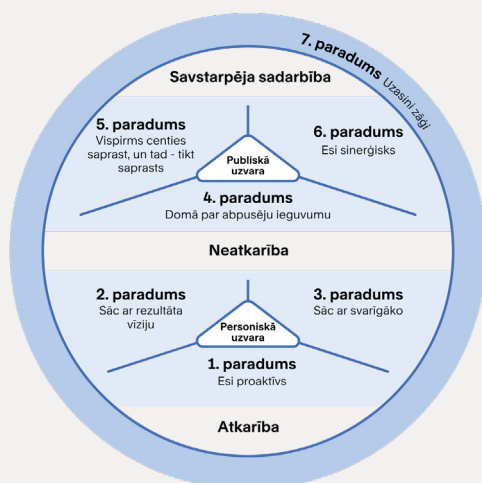 7. paradums Uzasini zāģi
Savstarpēja sadarbība
5. paradums
Vispirms centies
saprast, un tad - tikt
saprasts
6. paradums
Esi sinerģisks
Publiskā
uzvara
4. paradums
Domā par abpusēju ieguvumu
Neatkarība
2. paradums
Sāc ar rezultāta
vīziju
3. paradums
Sāc ar svarīgāko
Personiskā
uzvara
1. paradums
Esi proaktīvs
Atkarība